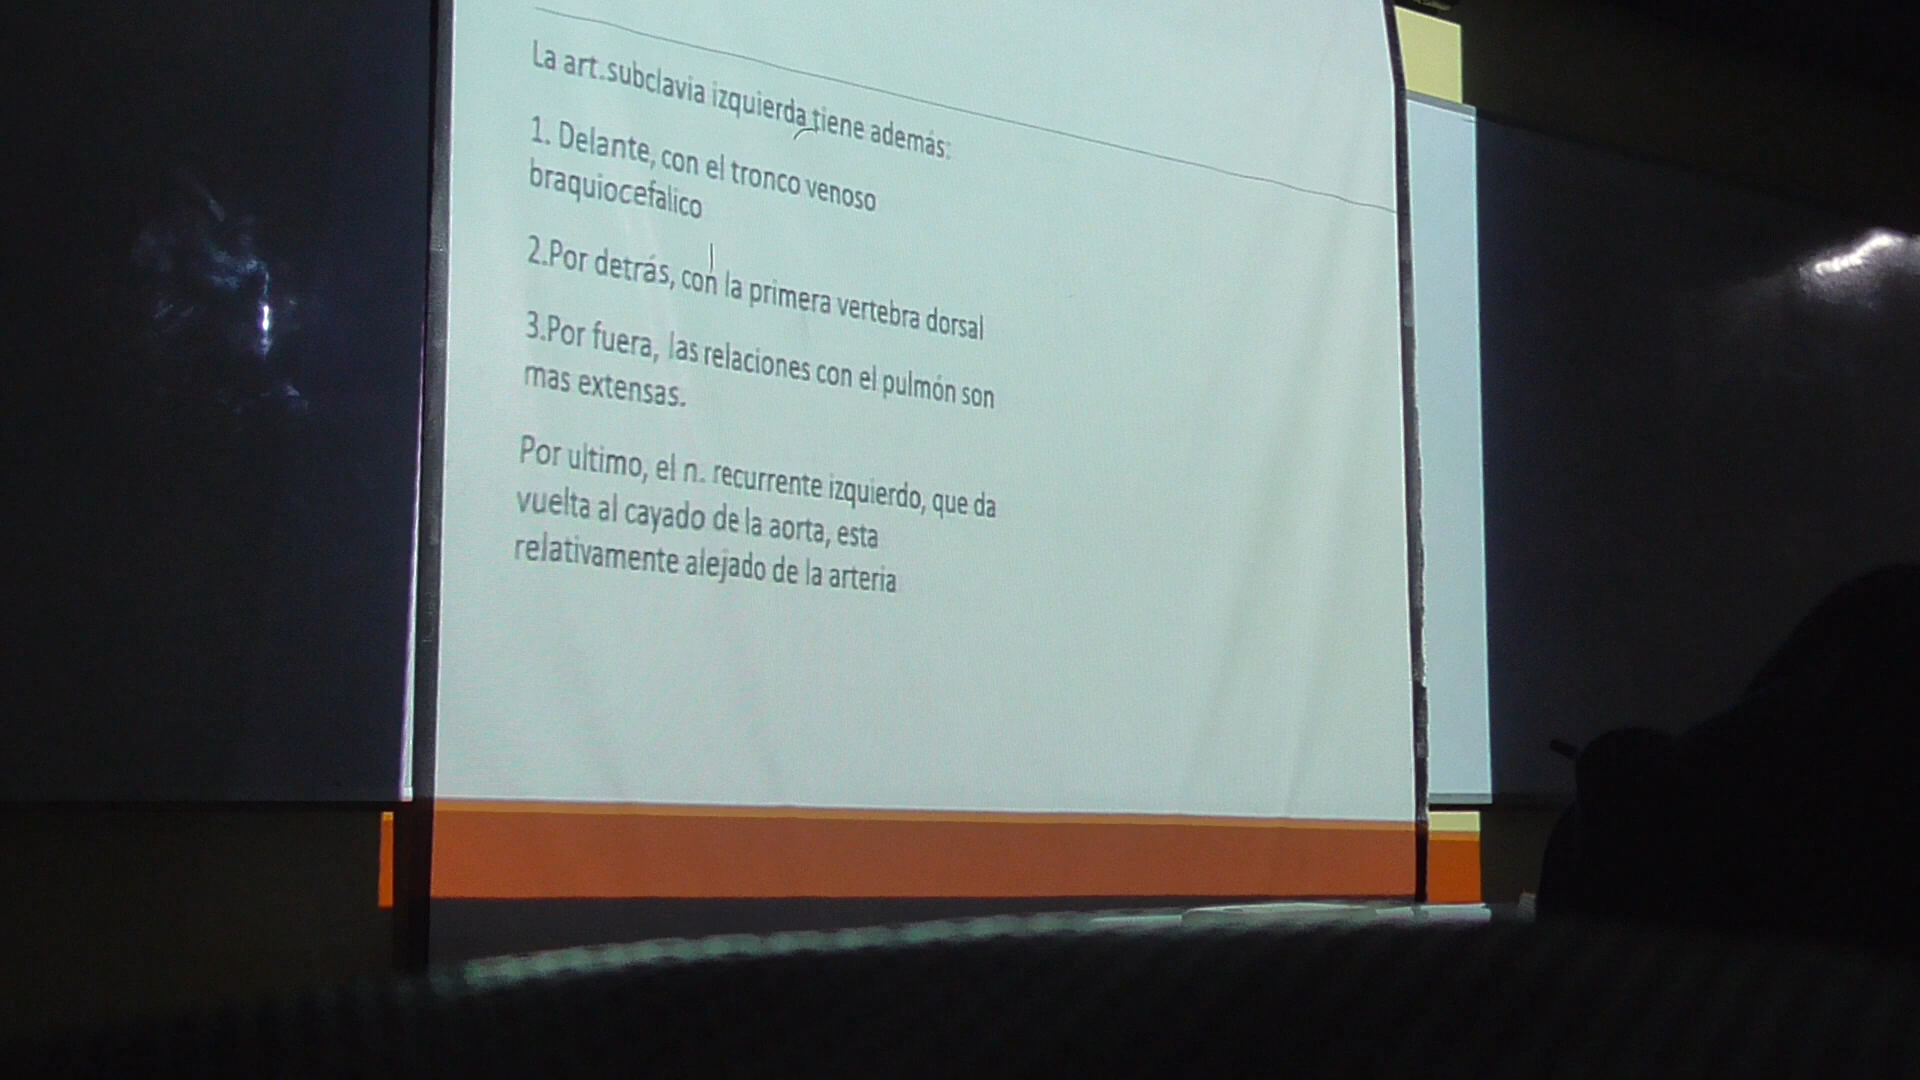 La art.subclavia izquierda tiene además:
1. Delante, con el tronco venoso
braquiocefalico
2.Por detrás, con la primera vertebra dorsal
3.Por fuera, las relaciones con el pulmón son
mas extensas.
Por ultimo, el n. recurrente izquierdo, que da
vuelta al cayado de la aorta, esta
relativamente alejado de la arteria